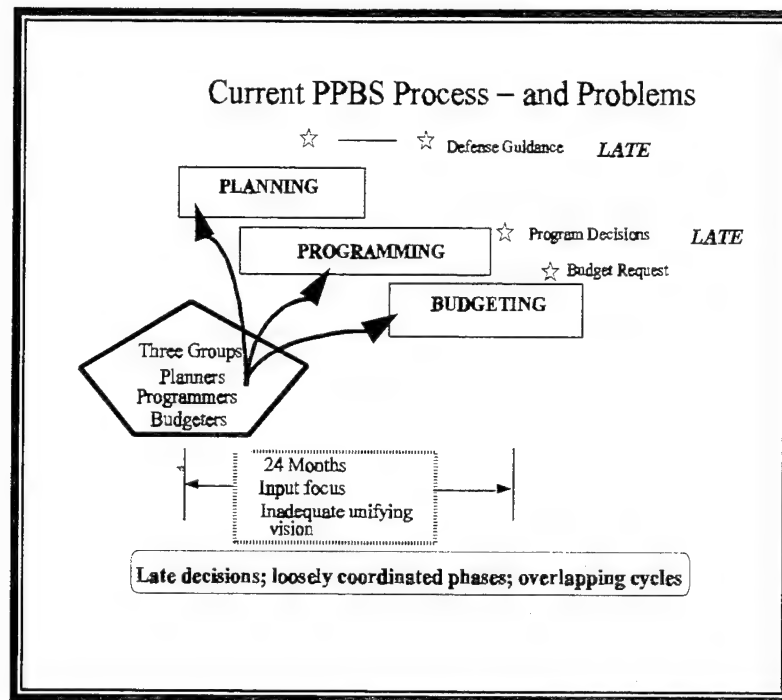 Current PPBS Process – and Problems
Defense Guidance LATE
PLANNING
Program Decisions LATE
PROGRAMMING
Budget Request
BUDGETING
Three Groups
Planners
Programmers
Budgeters
24 Months
Input focus
Inadequate unifying
vision
Late decisions; loosely coordinated phases; overlapping cycles